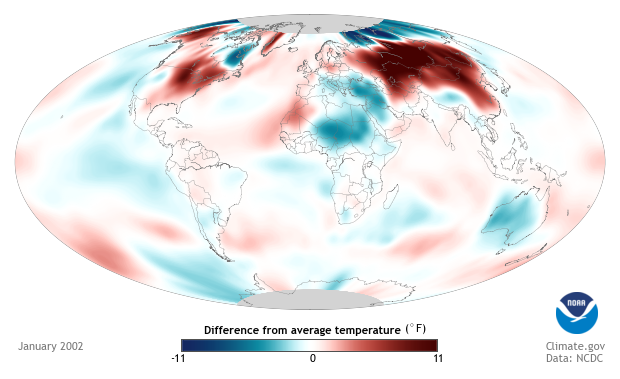 NOAA
Difference from average temperature (°F)
January 2002
-11 0 11
Climate.gov
Data: NCDC